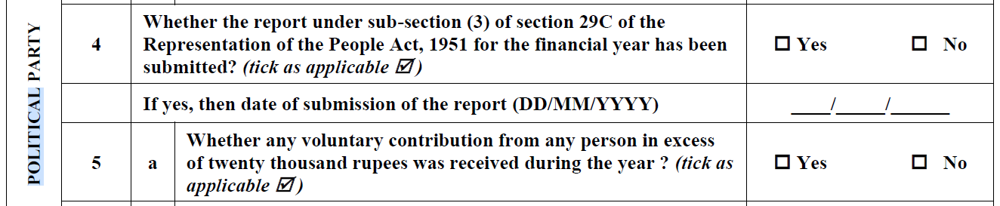 POLITICAL PARTY
4
Whether the report under sub-section (3) of section 29C of the
Representation of the People Act, 1951 for the financial year has been
submitted? (tick as applicable ☑)
☐ Yes ☐ No
If yes, then date of submission of the report (DD/MM/YYYY)
____/_____/______
5
a
Whether any voluntary contribution from any person in excess
of twenty thousand rupees was received during the year ? (tick as
applicable ☑)
☐ Yes ☐ No